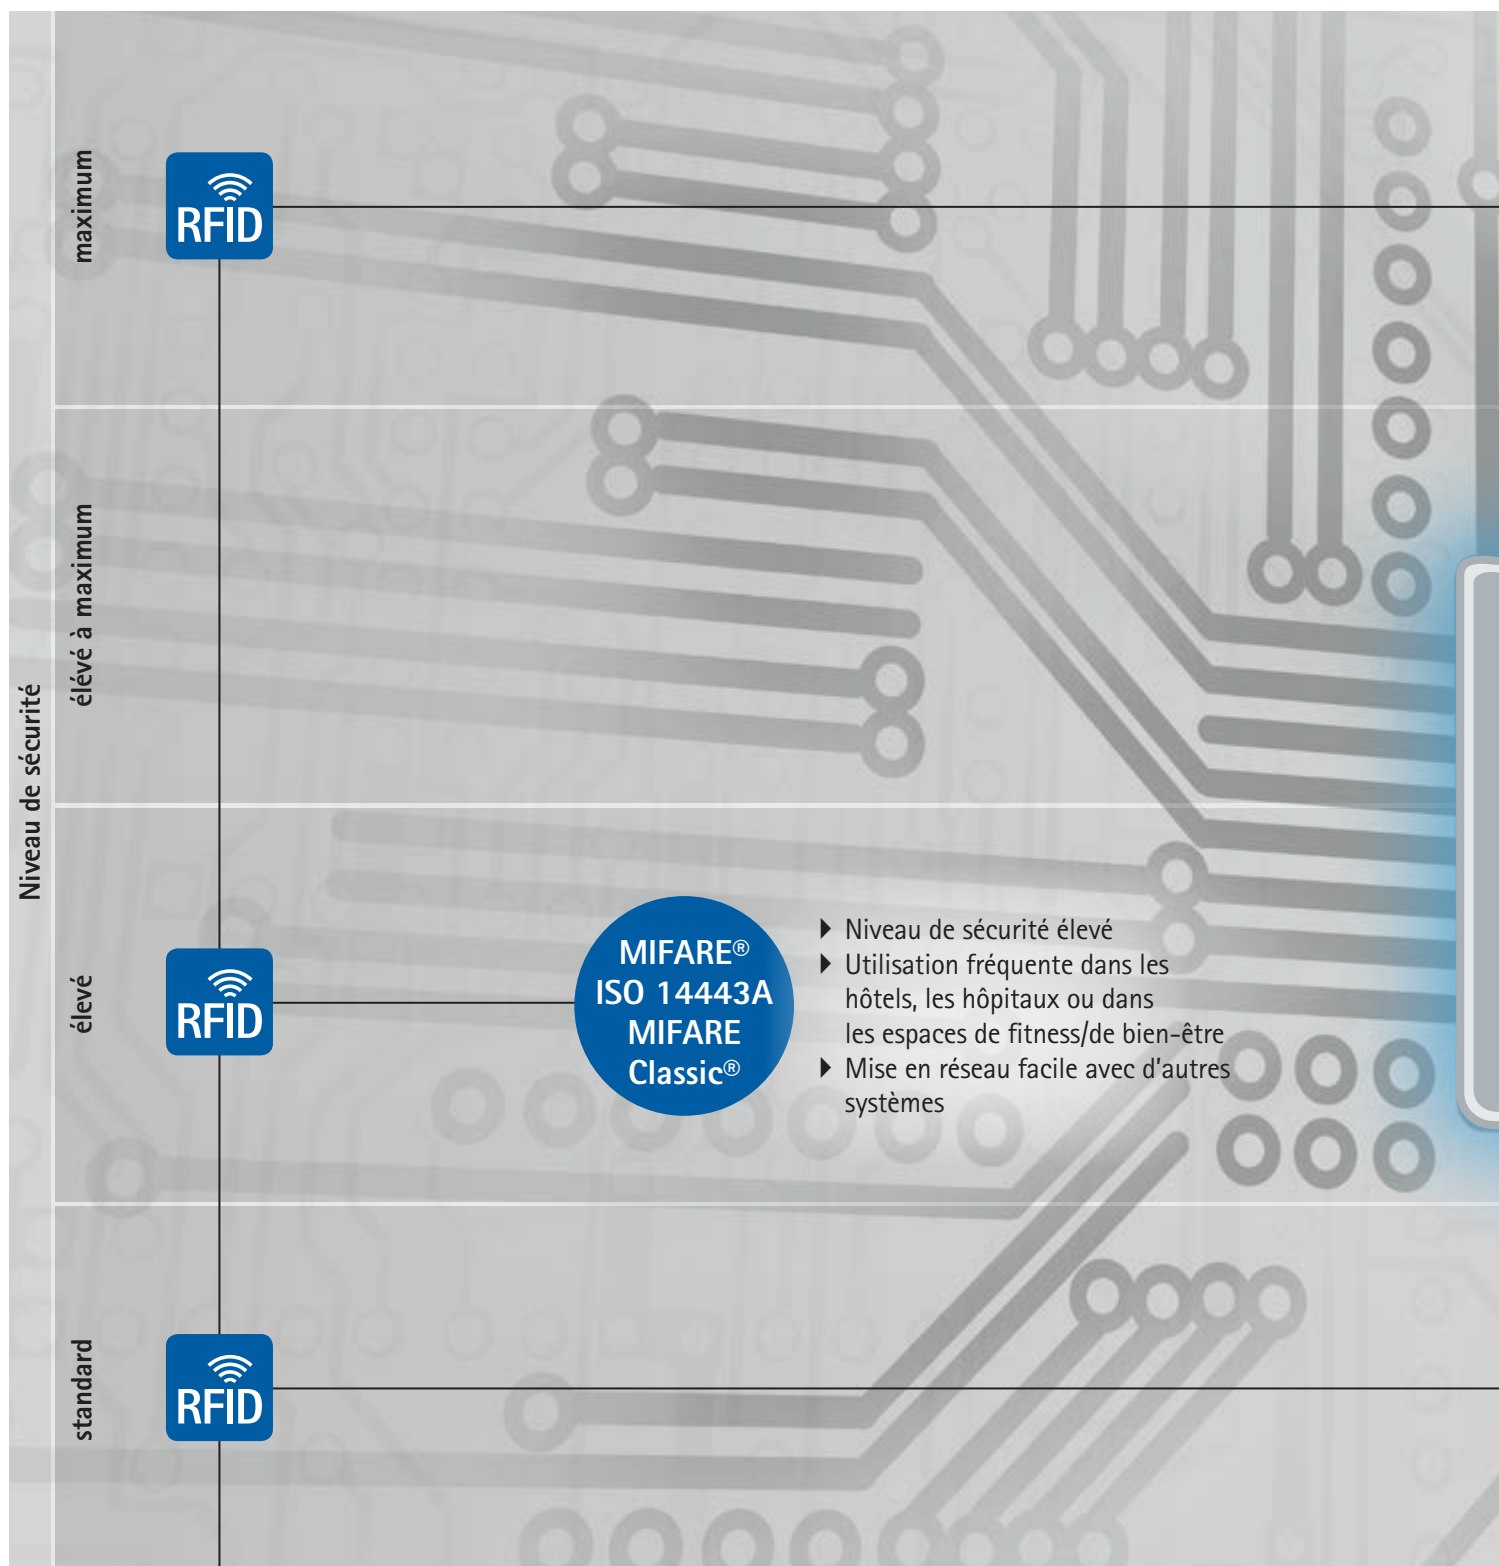 Niveau de sécurité
maximum
RFID
élévé à maximum
élevé
RFID
MIFARE®
ISO 14443A
MIFARE
Classic®
Niveau de sécurité élevé
Utilisation fréquente dans les
hôtels, les hôpitaux ou dans
les espaces de fitness/de bien-être
Mise en réseau facile avec d'autres
systèmes
standard
RFID